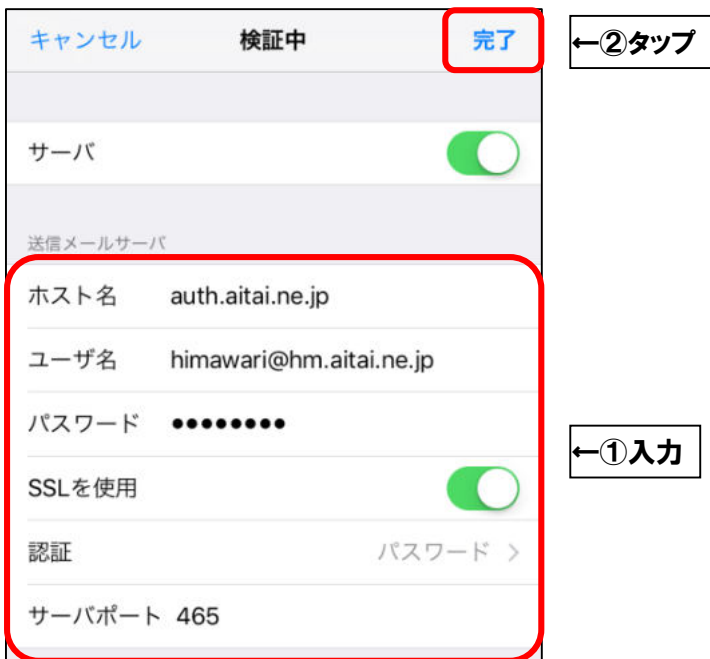 キャンセル 検証中 完了
←②タップ
サーバ
送信メールサーバ
ホスト名 auth.aitai.ne.jp
ユーザ名 himawari@hm.aitai.ne.jp
パスワード ●●●●●●●●
←①入力
SSLを使用
認証 パスワード >
サーバポート 465